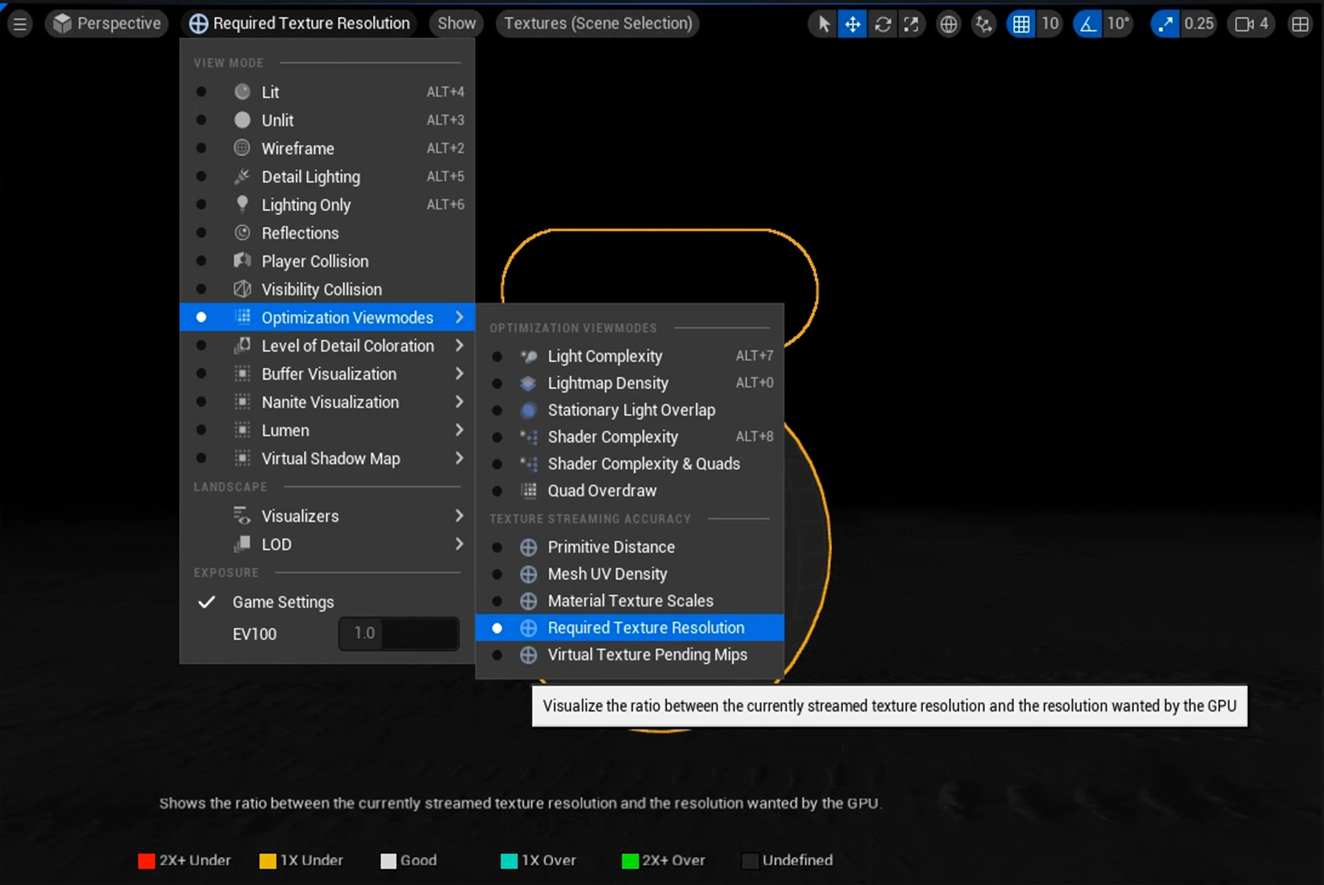 Perspective
Required Texture Resolution
Show
Textures (Scene Selection)
10
10°
0.25
4
VIEW MODE
Lit ALT+4
Unlit ALT+3
Wireframe ALT+2
Detail Lighting ALT+5
Lighting Only ALT+6
Reflections
Player Collision
Visibility Collision
Optimization Viewmodes
Level of Detail Coloration
Buffer Visualization
Nanite Visualization
Lumen
Virtual Shadow Map
LANDSCAPE
Visualizers
LOD
EXPOSURE
Game Settings
EV100 1.0
OPTIMIZATION VIEWMODES
Light Complexity ALT+7
Lightmap Density ALT+0
Stationary Light Overlap
Shader Complexity ALT+8
Shader Complexity & Quads
Quad Overdraw
TEXTURE STREAMING ACCURACY
Primitive Distance
Mesh UV Density
Material Texture Scales
Required Texture Resolution
Virtual Texture Pending Mips
Visualize the ratio between the currently streamed texture resolution and the resolution wanted by the GPU
Shows the ratio between the currently streamed texture resolution and the resolution wanted by the GPU.
2X+ Under
1X Under
Good
1X Over
2X+ Over
Undefined